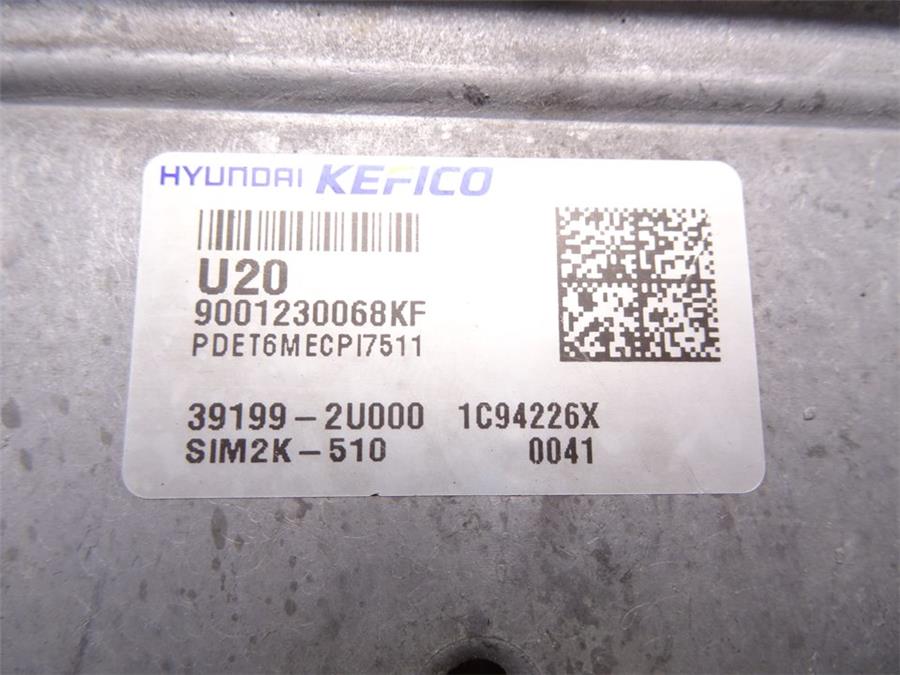 HYUNDAI KEFICO
U20
9001230068KF
PDET6MECPI7511
39199-2U000 1C94226X
SIM2K-510 0041